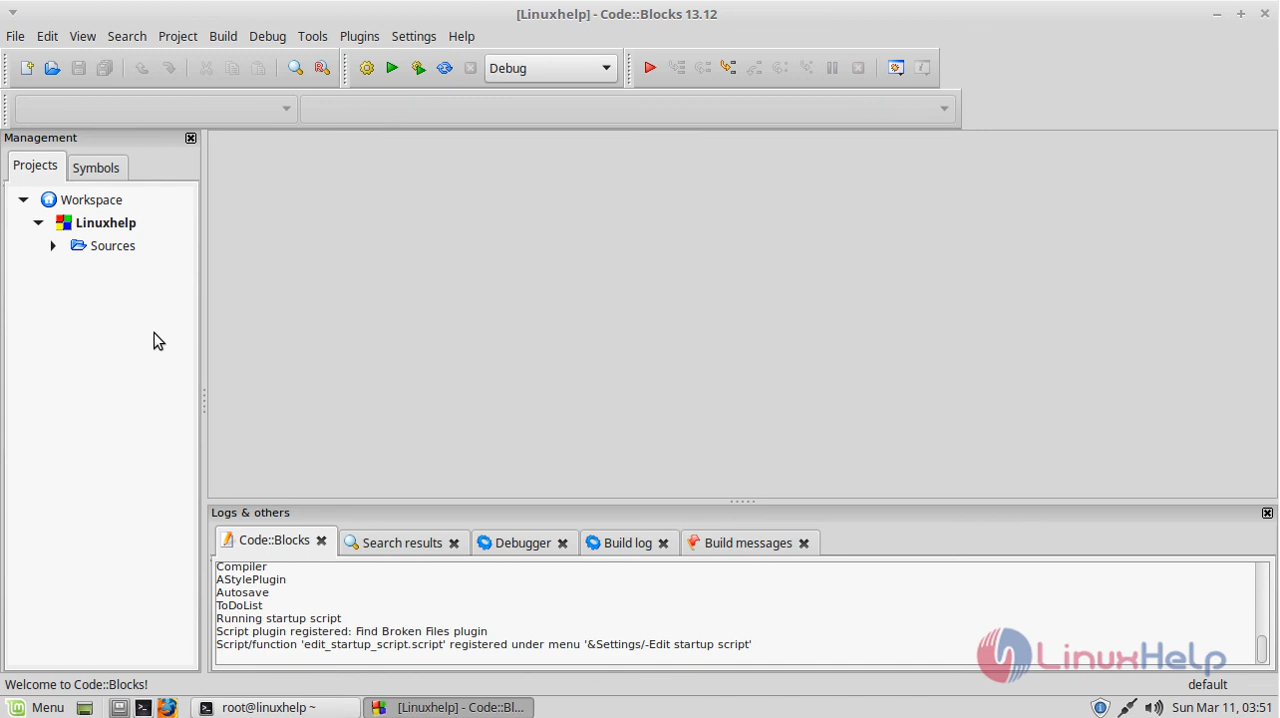 [Linuxhelp] - Code::Blocks 13.12
File Edit View Search Project Build Debug Tools Plugins Settings Help
Debug
Management
Projects Symbols
Workspace
Linuxhelp
Sources
Logs & others
Code::Blocks Search results Debugger Build log Build messages
Compiler
AStylePlugin
Autosave
ToDoList
Running startup script
Script plugin registered: Find Broken Files plugin
Script/function 'edit_startup_script.script' registered under menu '&Settings/-Edit startup script'
LinuxHelp
Welcome to Code::Blocks!
default
Menu root@linuxhelp ~ [Linuxhelp] - Code::Bl... Sun Mar 11, 03:51